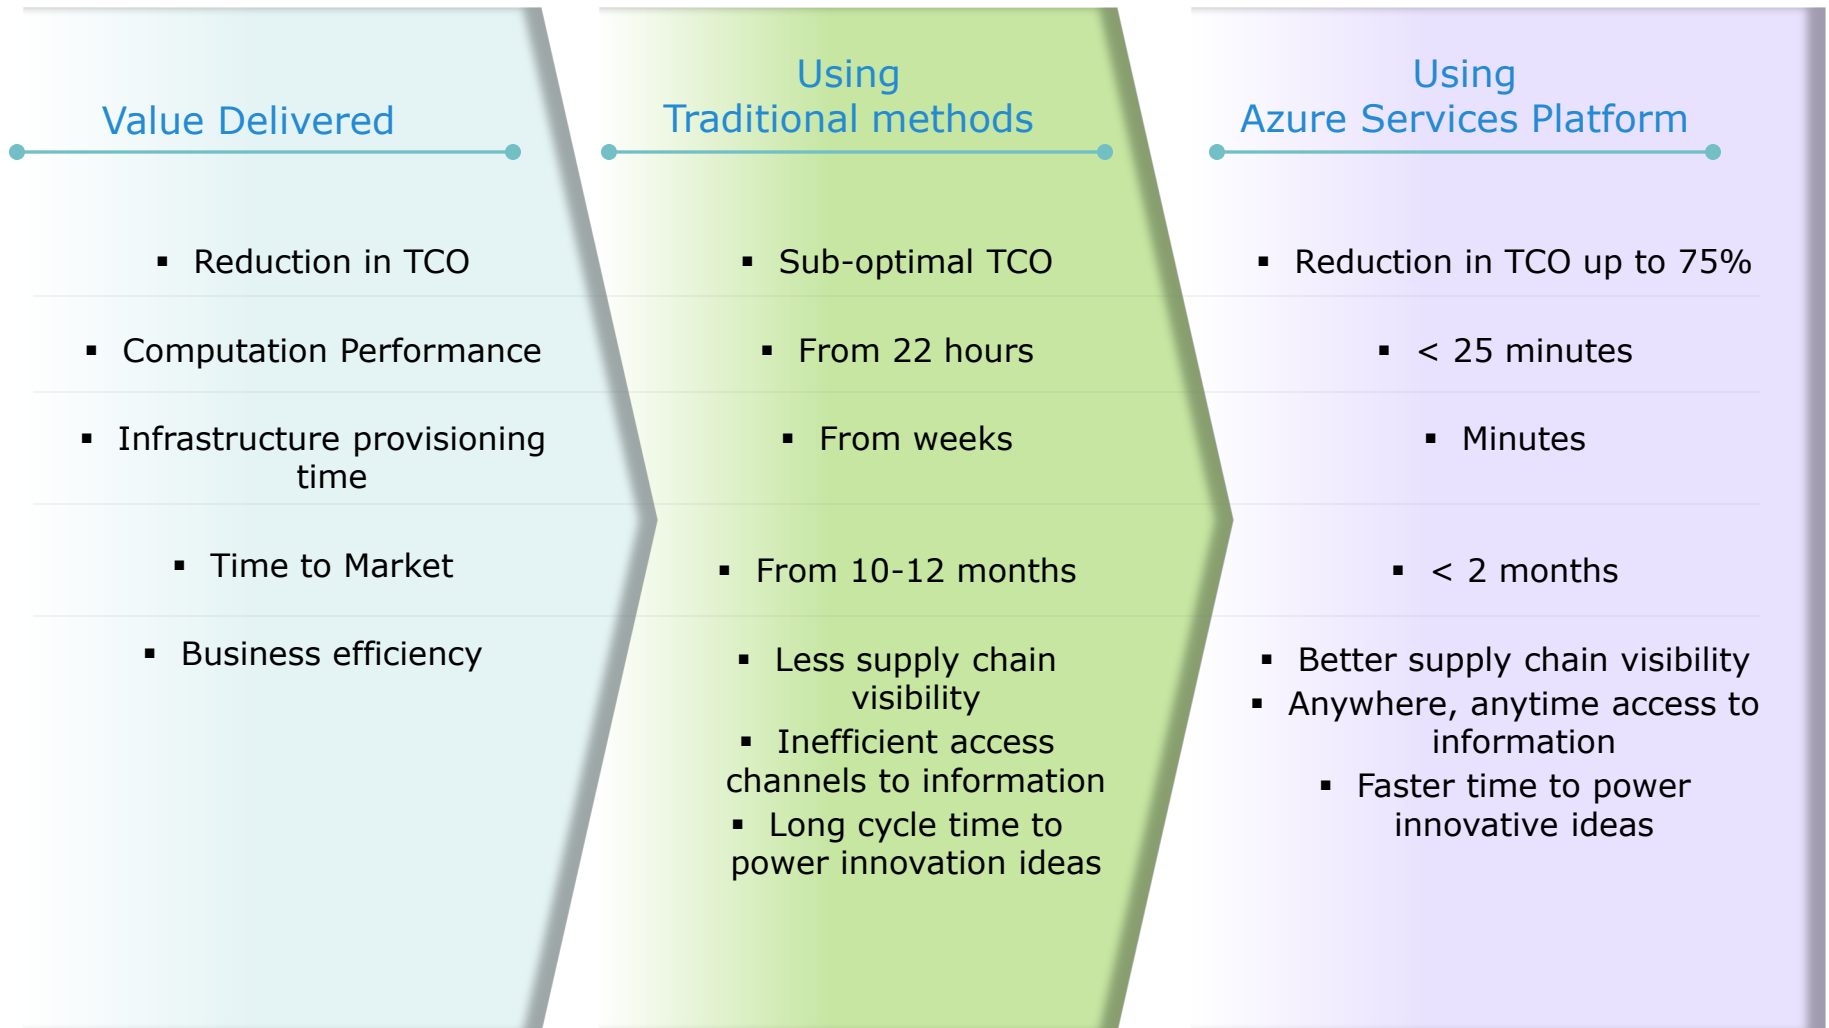 Value Delivered
▪ Reduction in TCO
▪ Computation Performance
▪ Infrastructure provisioning
time
▪ Time to Market
▪ Business efficiency
Using
Traditional methods
▪ Sub-optimal TCO
▪ From 22 hours
▪ From weeks
▪ From 10-12 months
▪ Less supply chain
visibility
▪ Inefficient access
channels to information
▪ Long cycle time to
power innovation ideas
Using
Azure Services Platform
▪ Reduction in TCO up to 75%
▪ < 25 minutes
▪ Minutes
▪ < 2 months
▪ Better supply chain visibility
▪ Anywhere, anytime access to
information
▪ Faster time to power
innovative ideas